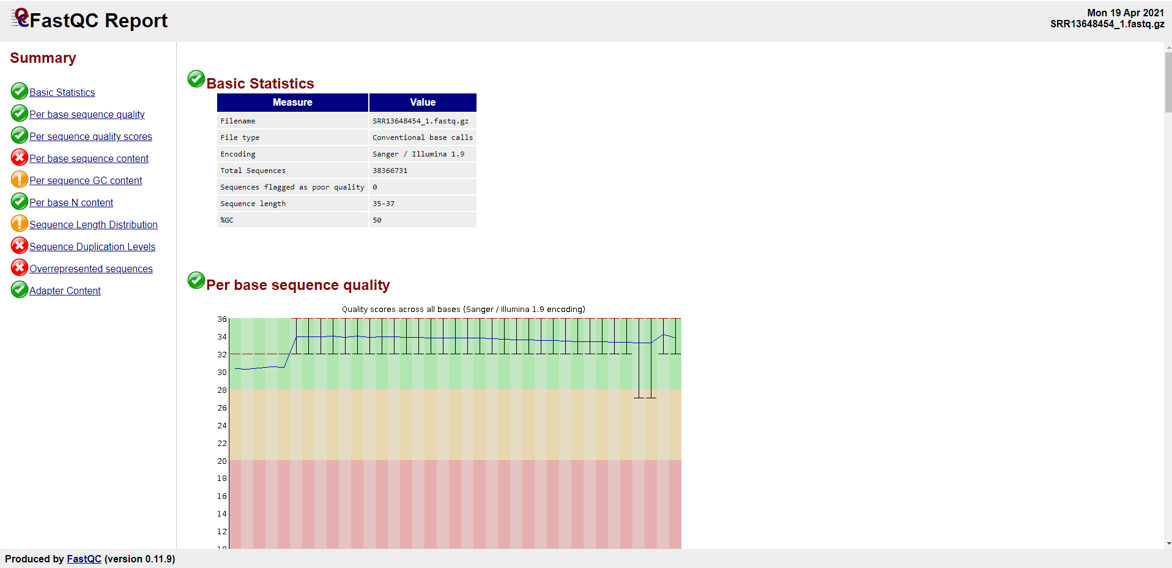 FastQC Report
Mon 19 Apr 2021
SRR13648454_1.fastq.gz
Summary
Basic Statistics
Per base sequence quality
Per sequence quality scores
Per base sequence content
Per sequence GC content
Per base N content
Sequence Length Distribution
Sequence Duplication Levels
Overrepresented sequences
Adapter Content
Basic Statistics
Measure Value
Filename SRR13648454_1.fastq.gz
File type Conventional base calls
Encoding Sanger / Illumina 1.9
Total Sequences 38366731
Sequences flagged as poor quality 0
Sequence length 35-37
%GC 50
Per base sequence quality
Quality scores across all bases (Sanger / Illumina 1.9 encoding)
36
34
32
30
28
26
24
22
20
18
16
14
12
10
Produced by FastQC (version 0.11.9)